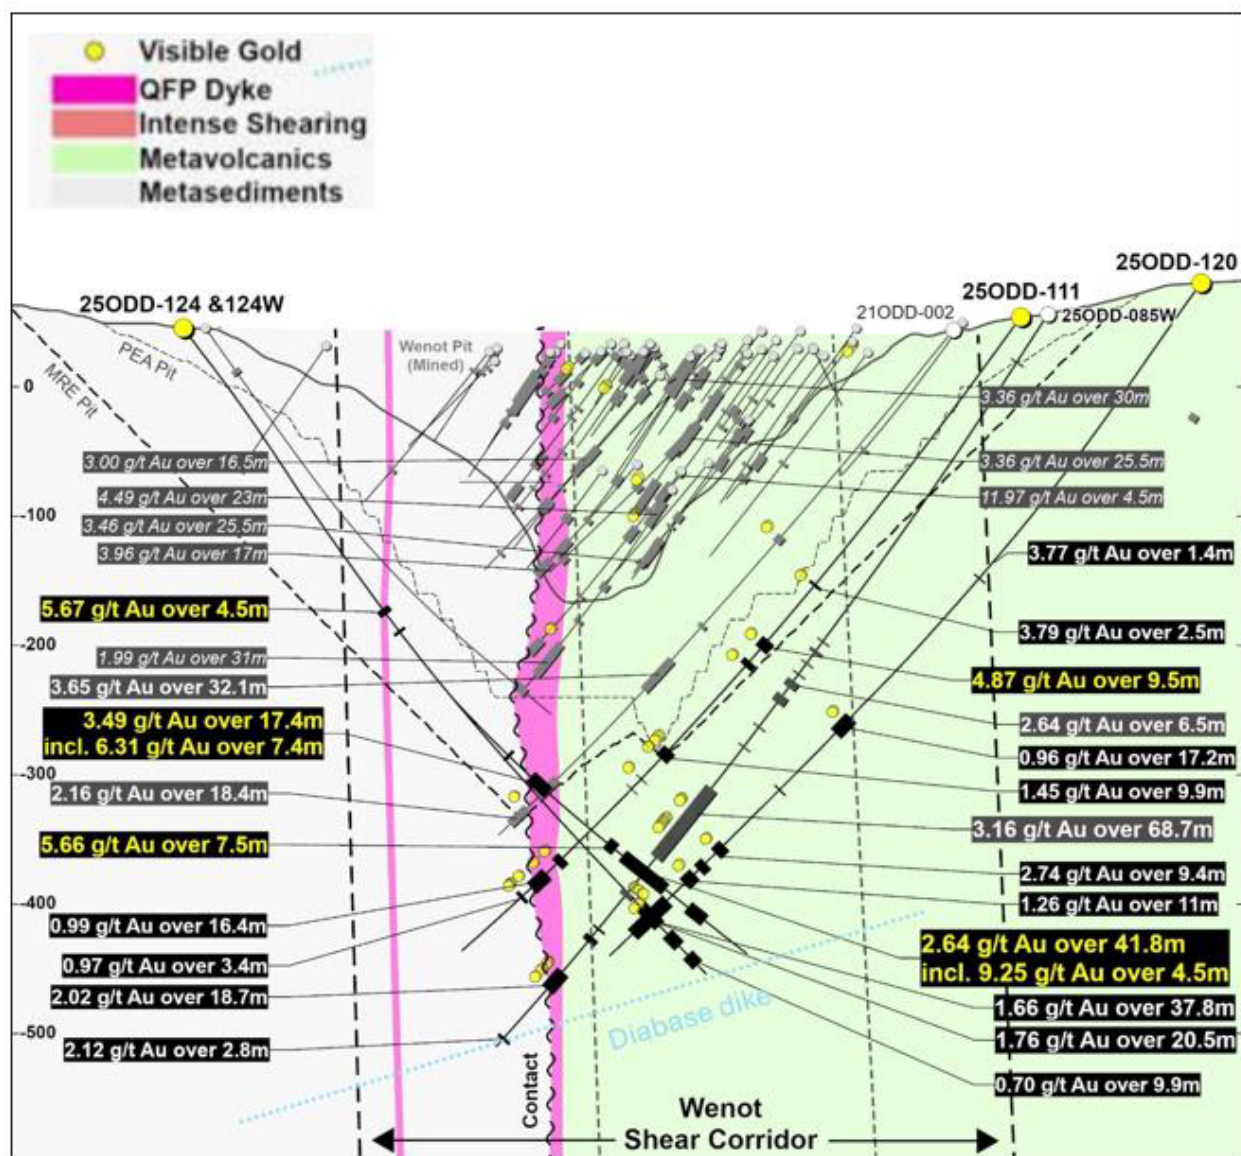 Visible Gold
QFP Dyke
Intense Shearing
Metavolcanics
Metasediments
25ODD-120
25ODD-124 &124W
25ODD-111
21ODD-002
25ODD-085W
Wenot Pit
(Mined)
PEA Pit
MRE Pit
0
-100
-200
-300
-400
-500
3.00 g/t Au over 16.5m
4.49 g/t Au over 23m
3.46 g/t Au over 25.5m
3.96 g/t Au over 17m
5.67 g/t Au over 4.5m
1.99 g/t Au over 31m
3.65 g/t Au over 32.1m
3.49 g/t Au over 17.4m
incl. 6.31 g/t Au over 7.4m
2.16 g/t Au over 18.4m
5.66 g/t Au over 7.5m
0.99 g/t Au over 16.4m
0.97 g/t Au over 3.4m
2.02 g/t Au over 18.7m
2.12 g/t Au over 2.8m
3.36 g/t Au over 30m
3.36 g/t Au over 25.5m
11.97 g/t Au over 4.5m
3.77 g/t Au over 1.4m
3.79 g/t Au over 2.5m
4.87 g/t Au over 9.5m
2.64 g/t Au over 6.5m
0.96 g/t Au over 17.2m
1.45 g/t Au over 9.9m
3.16 g/t Au over 68.7m
2.74 g/t Au over 9.4m
1.26 g/t Au over 11m
2.64 g/t Au over 41.8m
incl. 9.25 g/t Au over 4.5m
1.66 g/t Au over 37.8m
1.76 g/t Au over 20.5m
0.70 g/t Au over 9.9m
Diabase dike
Contact
Wenot
Shear Corridor